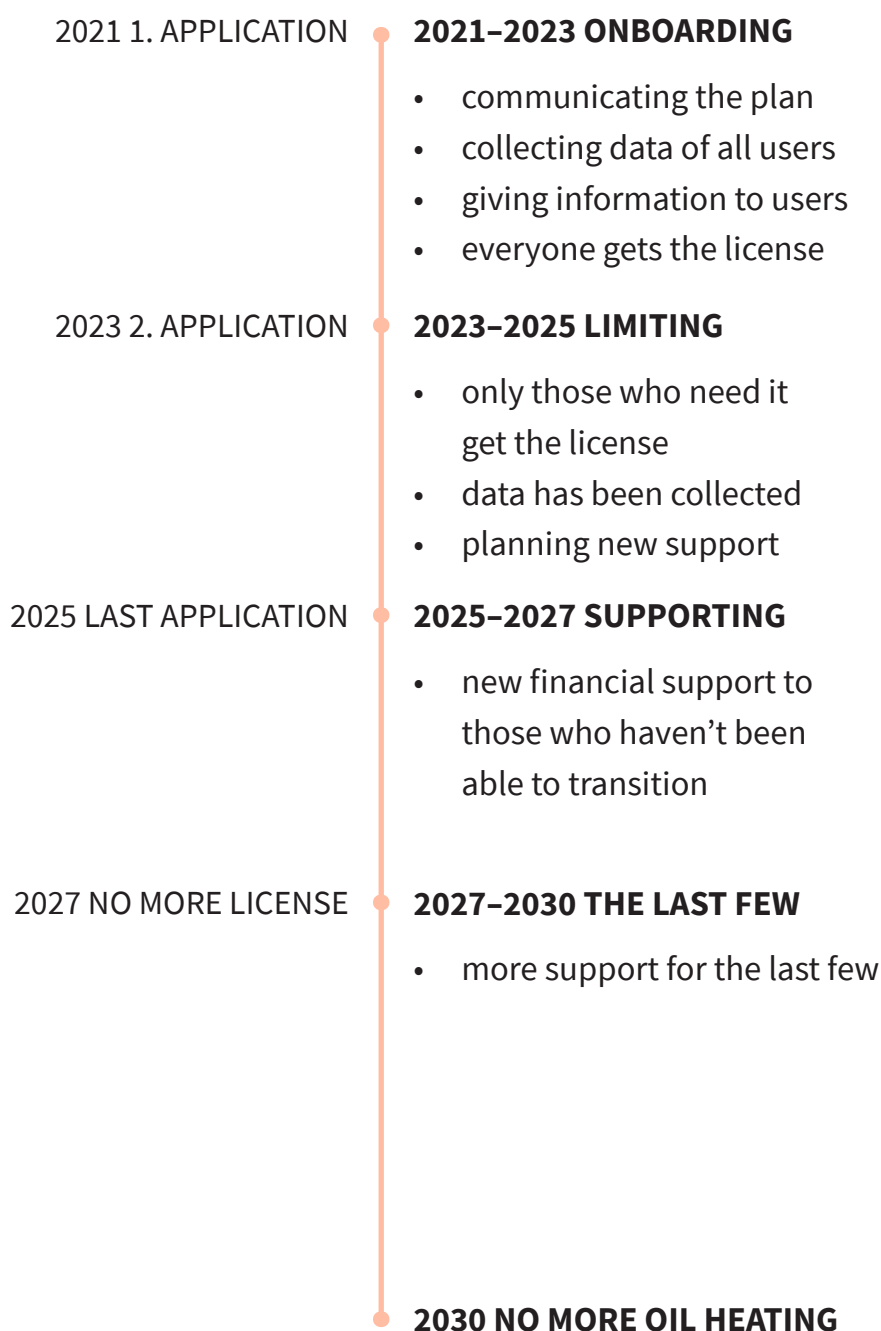 2021 1. APPLICATION
2021–2023 ONBOARDING
• communicating the plan
• collecting data of all users
• giving information to users
• everyone gets the license
2023 2. APPLICATION
2023–2025 LIMITING
• only those who need it
get the license
• data has been collected
• planning new support
2025 LAST APPLICATION
2025–2027 SUPPORTING
• new financial support to
those who haven’t been
able to transition
2027 NO MORE LICENSE
2027–2030 THE LAST FEW
• more support for the last few
2030 NO MORE OIL HEATING